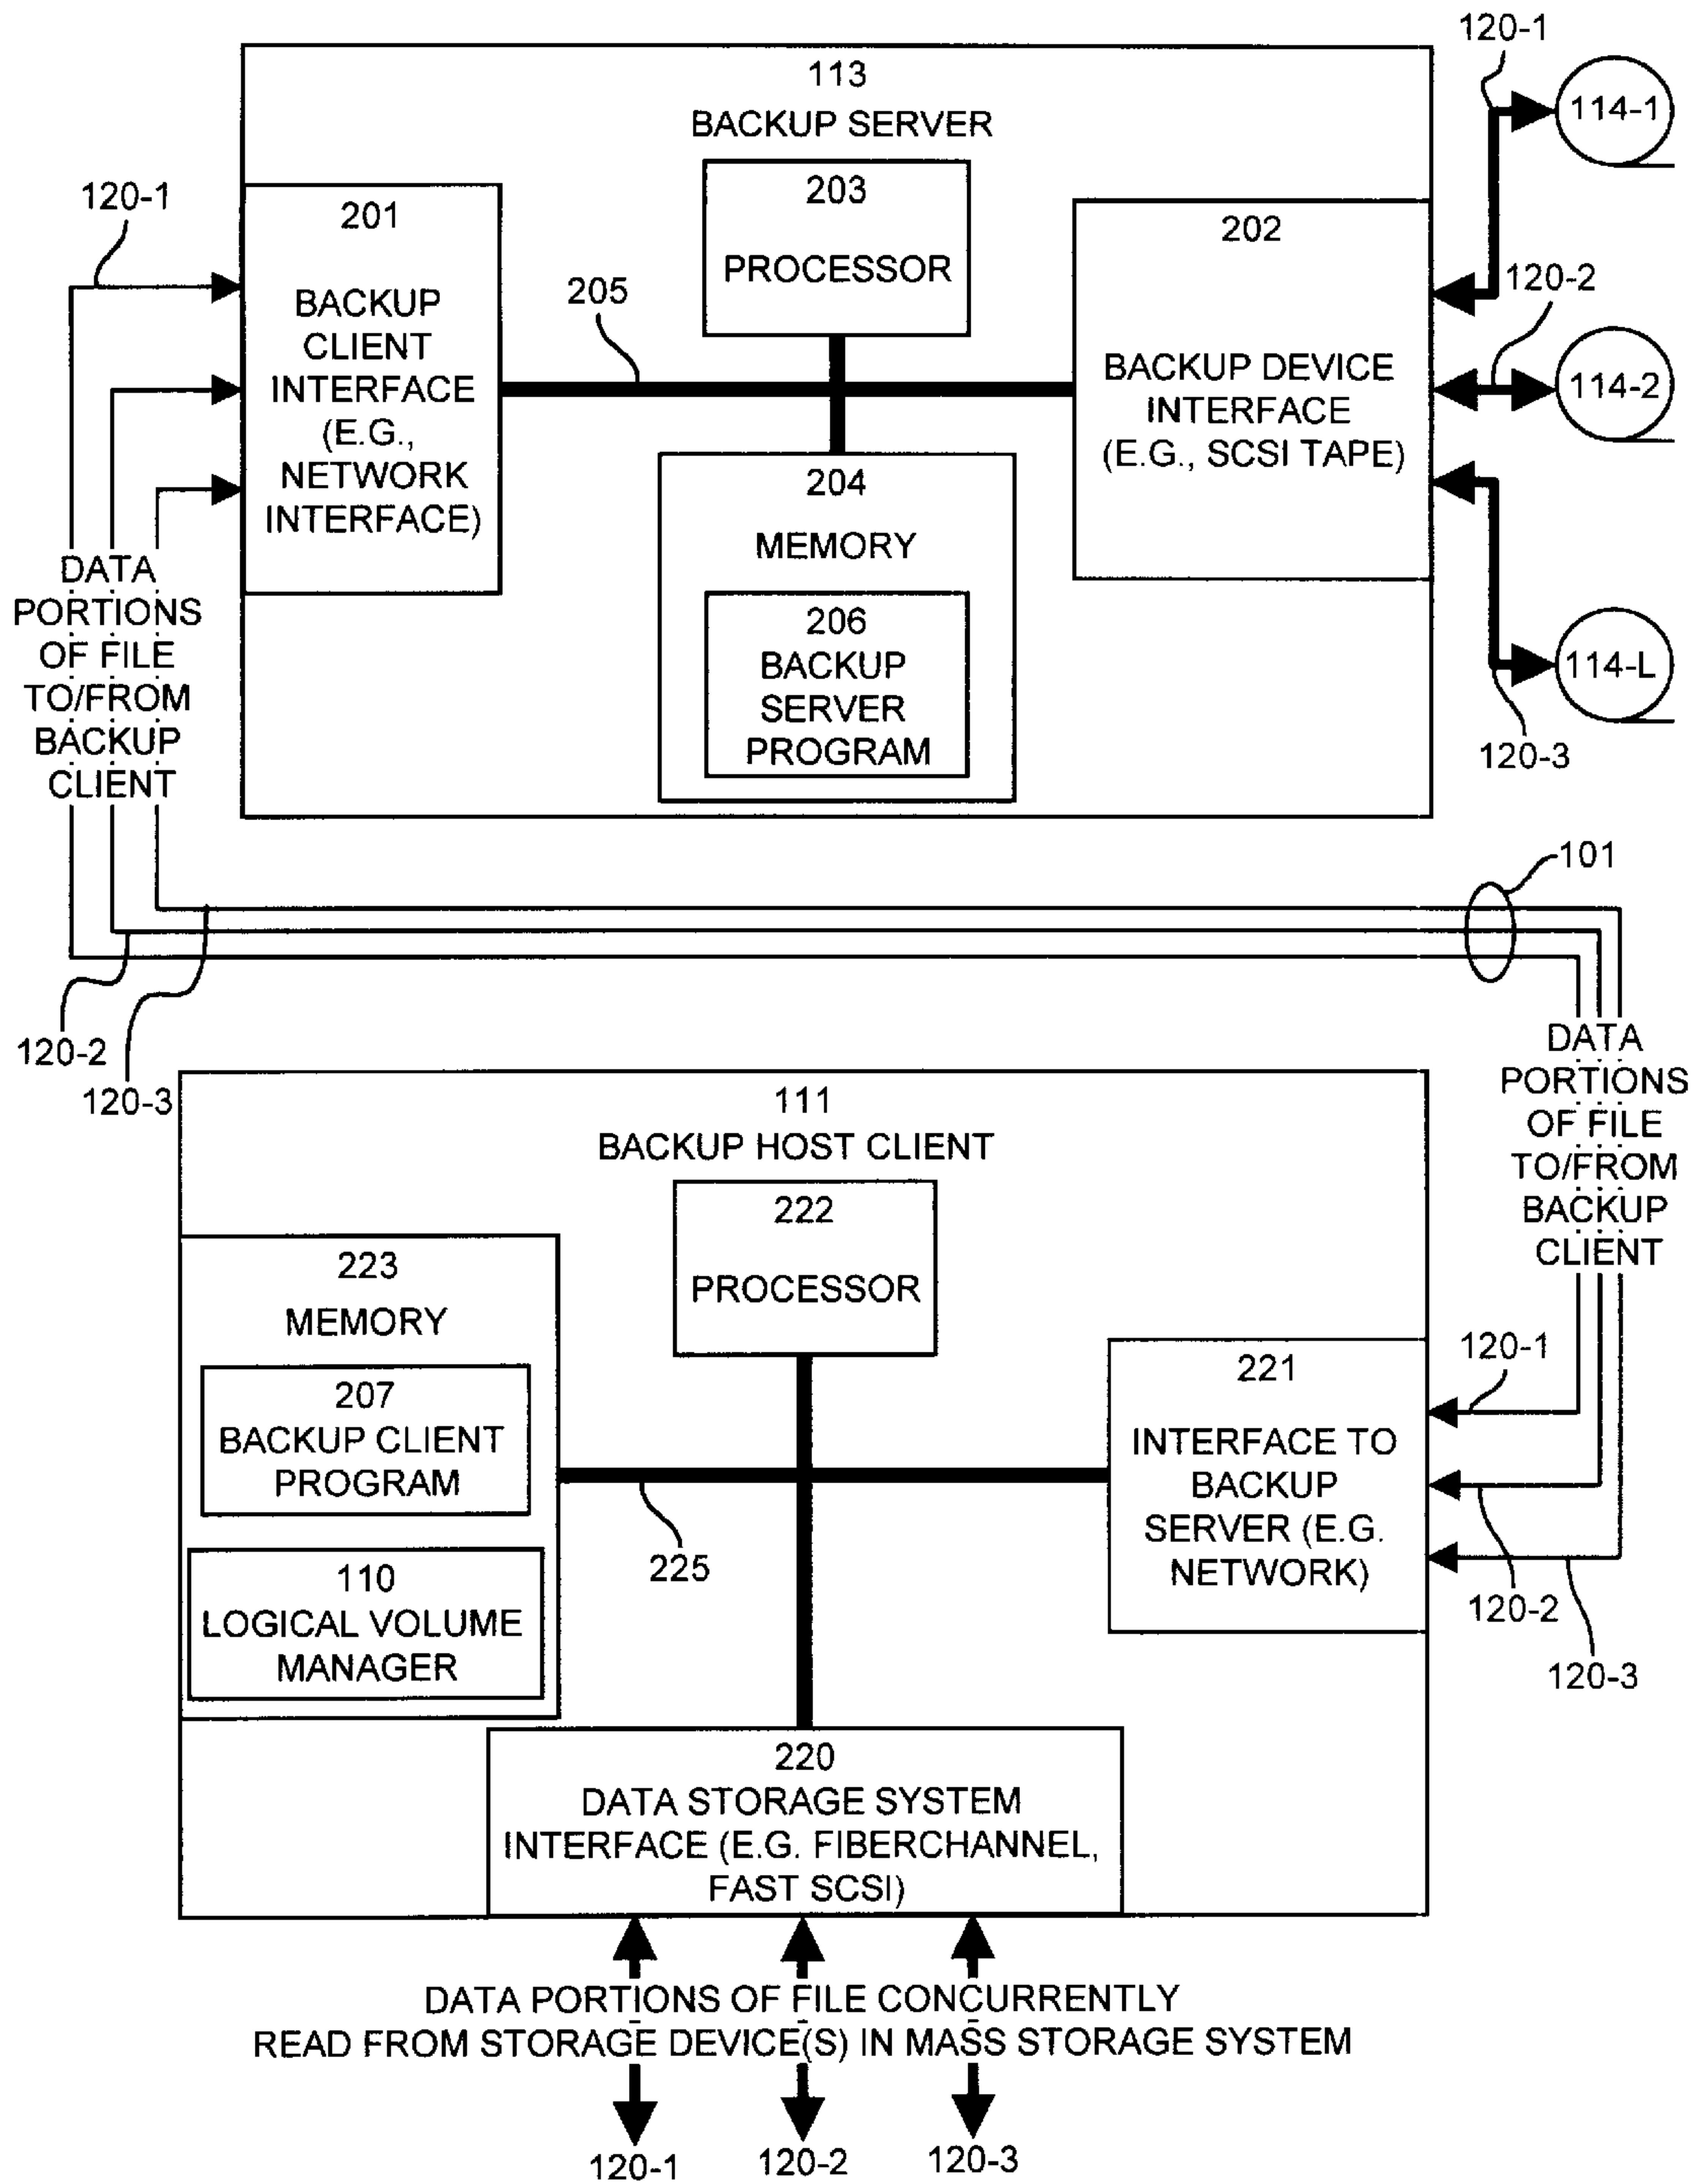 120-1
114-1
113
BACKUP SERVER
203
PROCESSOR
120-1
201
BACKUP
CLIENT
INTERFACE
(E.G.,
NETWORK
INTERFACE)
205
202
BACKUP DEVICE
INTERFACE
(E.G., SCSI TAPE)
120-2
114-2
204
MEMORY
206
BACKUP
SERVER
PROGRAM
DATA
PORTIONS
OF FILE
TO/FROM
BACKUP
CLIENT
114-L
120-3
101
120-2
120-3
DATA
PORTIONS
OF FILE
TO/FROM
BACKUP
CLIENT
111
BACKUP HOST CLIENT
222
PROCESSOR
223
MEMORY
207
BACKUP CLIENT
PROGRAM
110
LOGICAL VOLUME
MANAGER
225
221
INTERFACE TO
BACKUP
SERVER (E.G.
NETWORK)
120-1
120-2
120-3
220
DATA STORAGE SYSTEM
INTERFACE (E.G. FIBERCHANNEL,
FAST SCSI)
DATA PORTIONS OF FILE CONCURRENTLY
READ FROM STORAGE DEVICE(S) IN MASS STORAGE SYSTEM
120-1
120-2
120-3